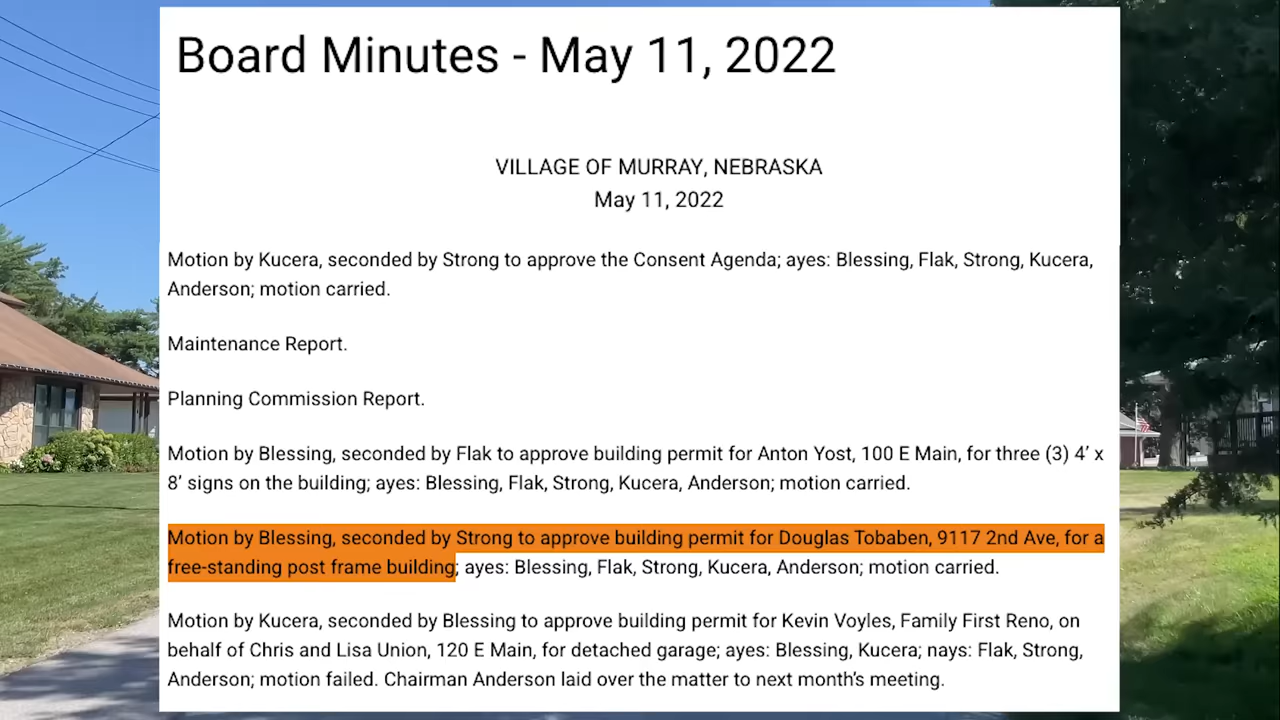 Board Minutes - May 11, 2022
VILLAGE OF MURRAY, NEBRASKA
May 11, 2022
Motion by Kucera, seconded by Strong to approve the Consent Agenda; ayes: Blessing, Flak, Strong, Kucera,
Anderson; motion carried.
Maintenance Report.
Planning Commission Report.
Motion by Blessing, seconded by Flak to approve building permit for Anton Yost, 100 E Main, for three (3) 4’ x
8’ signs on the building; ayes: Blessing, Flak, Strong, Kucera, Anderson; motion carried.
Motion by Blessing, seconded by Strong to approve building permit for Douglas Tobaben, 9117 2nd Ave, for a
free-standing post frame building; ayes: Blessing, Flak, Strong, Kucera, Anderson; motion carried.
Motion by Kucera, seconded by Blessing to approve building permit for Kevin Voyles, Family First Reno, on
behalf of Chris and Lisa Union, 120 E Main, for detached garage; ayes: Blessing, Kucera; nays: Flak, Strong,
Anderson; motion failed. Chairman Anderson laid over the matter to next month’s meeting.